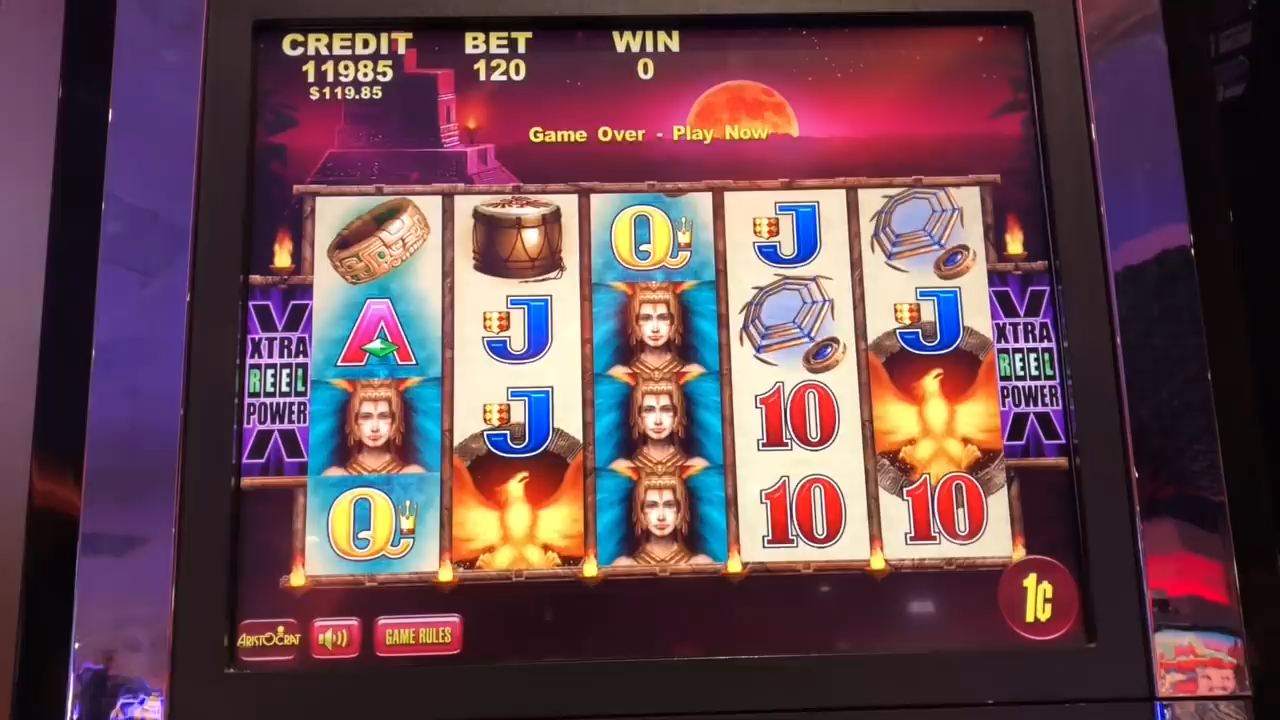 CREDIT BET WIN
11985 120 0
$119.85
Game Over - Play Now
Q J
A J J
J 10
Q 10 10
XTRA
REEL
POWER
XTRA
REEL
POWER
1¢
ARISTOCRAT
GAME RULES